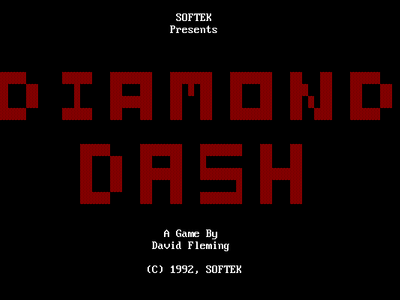 SOFTEK
Presents
DIAMOND
DASH
A Game By
David Fleming
(C) 1992, SOFTEK